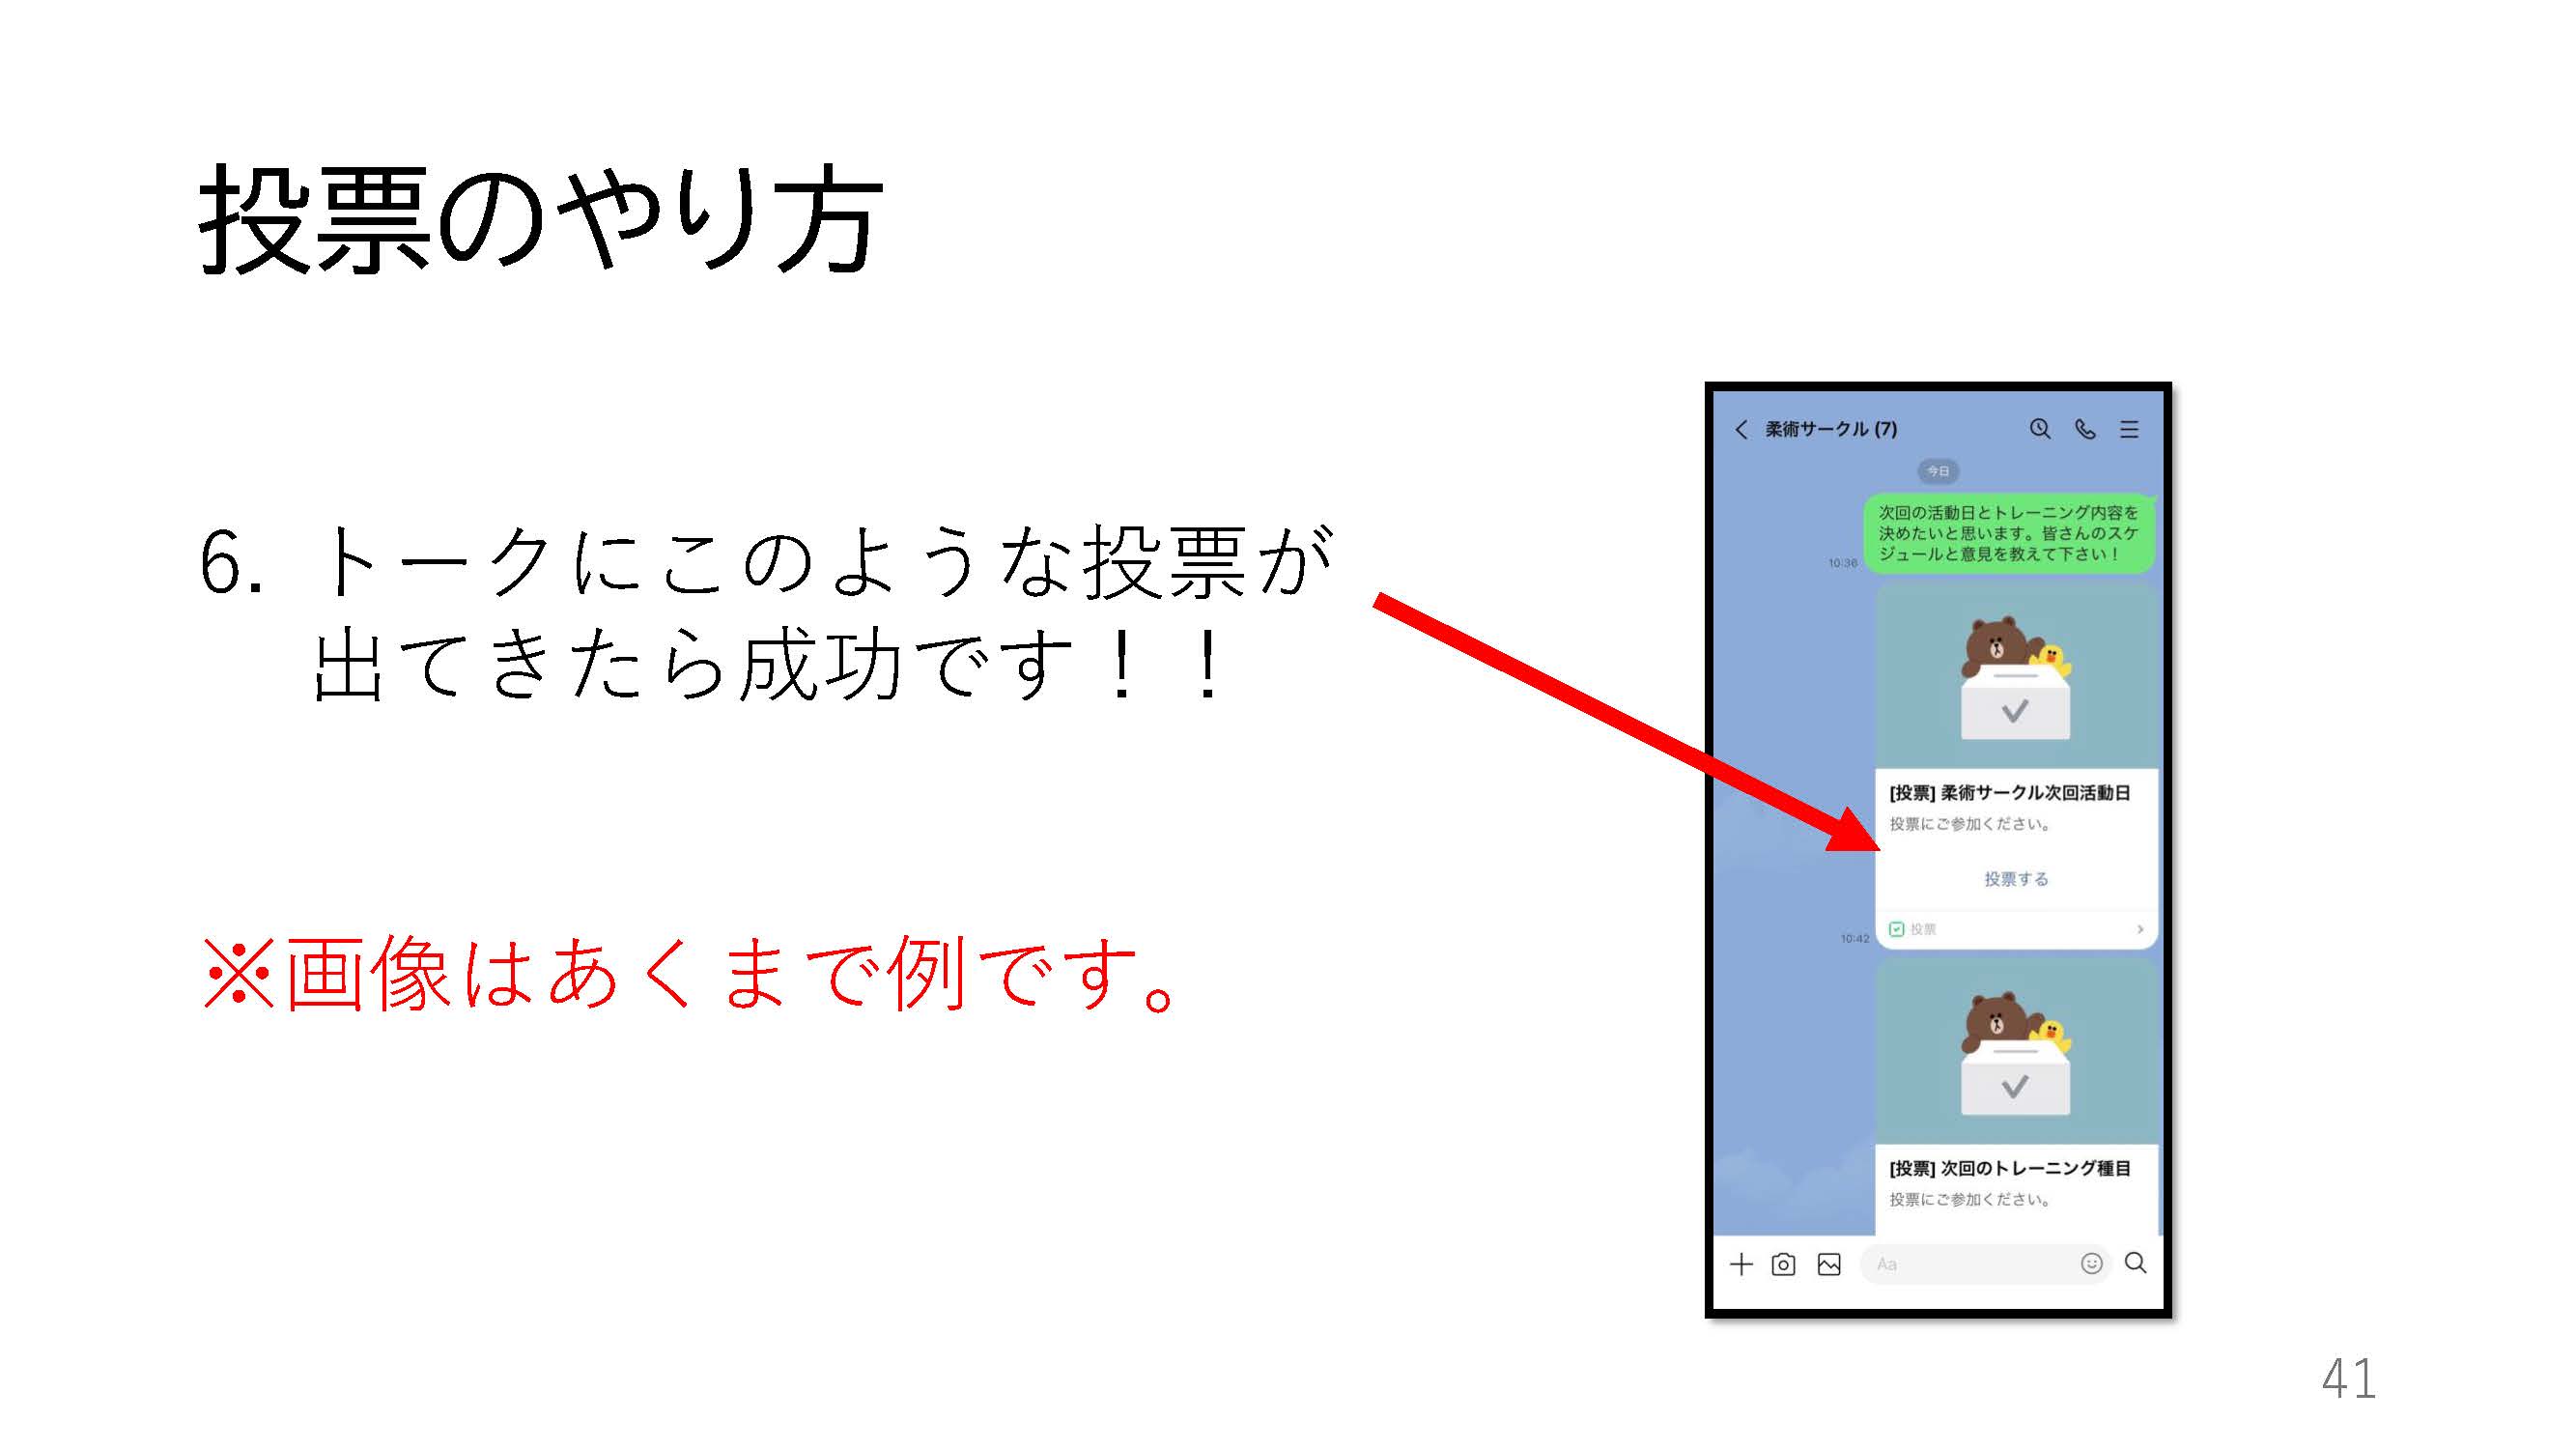 投票のやり方
6. トークにこのような投票が
出てきたら成功です！！
※画像はあくまで例です。
柔術サークル (7)
今日
次回の活動日とトレーニング内容を
決めたいと思います。皆さんのスケ
ジュールと意見を教えて下さい！
10:36
[投票] 柔術サークル次回活動日
投票にご参加ください。
投票する
投票
10:42
[投票] 次回のトレーニング種目
投票にご参加ください。
Aa
41